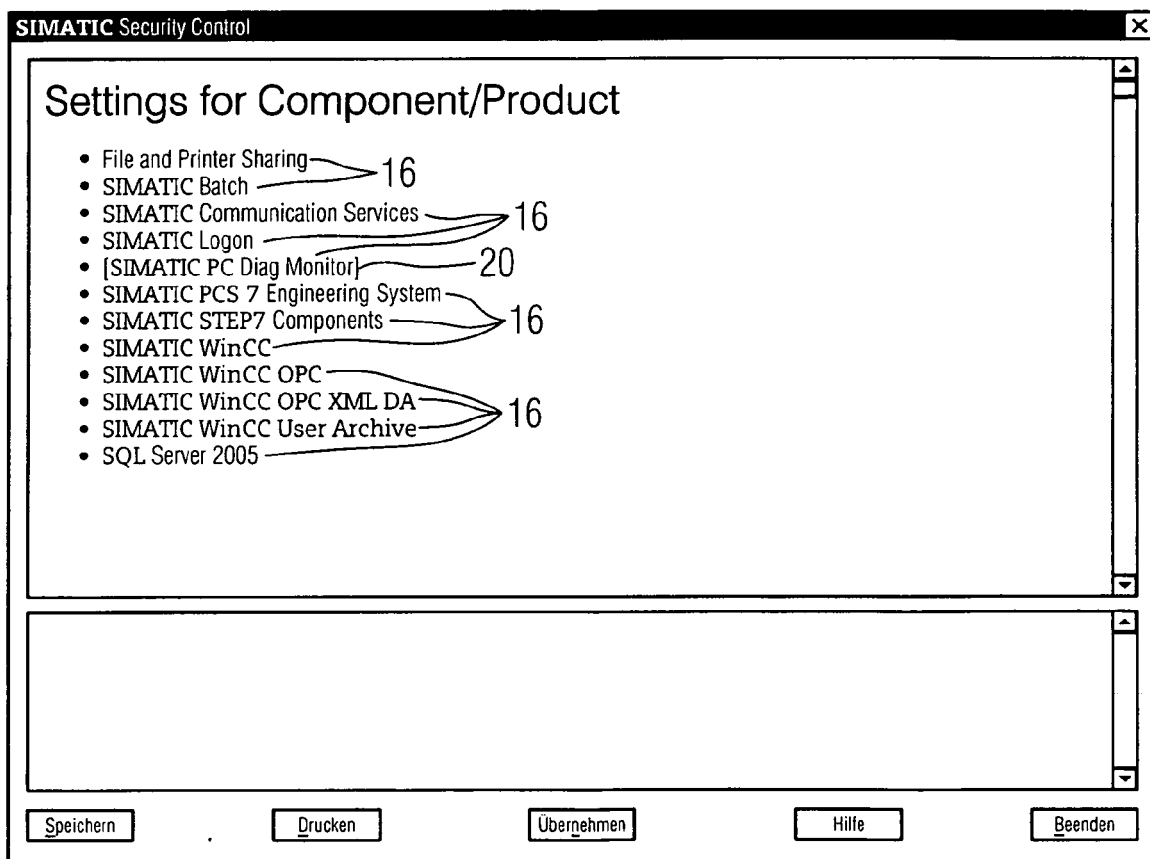 SIMATIC Security Control
Settings for Component/Product
• File and Printer Sharing
16
• SIMATIC Batch
• SIMATIC Communication Services
16
• SIMATIC Logon
• [SIMATIC PC Diag Monitor]
20
• SIMATIC PCS 7 Engineering System
• SIMATIC STEP7 Components
16
• SIMATIC WinCC
• SIMATIC WinCC OPC
• SIMATIC WinCC OPC XML DA
16
• SIMATIC WinCC User Archive
• SQL Server 2005
Speichern
Drucken
Übernehmen
Hilfe
Beenden